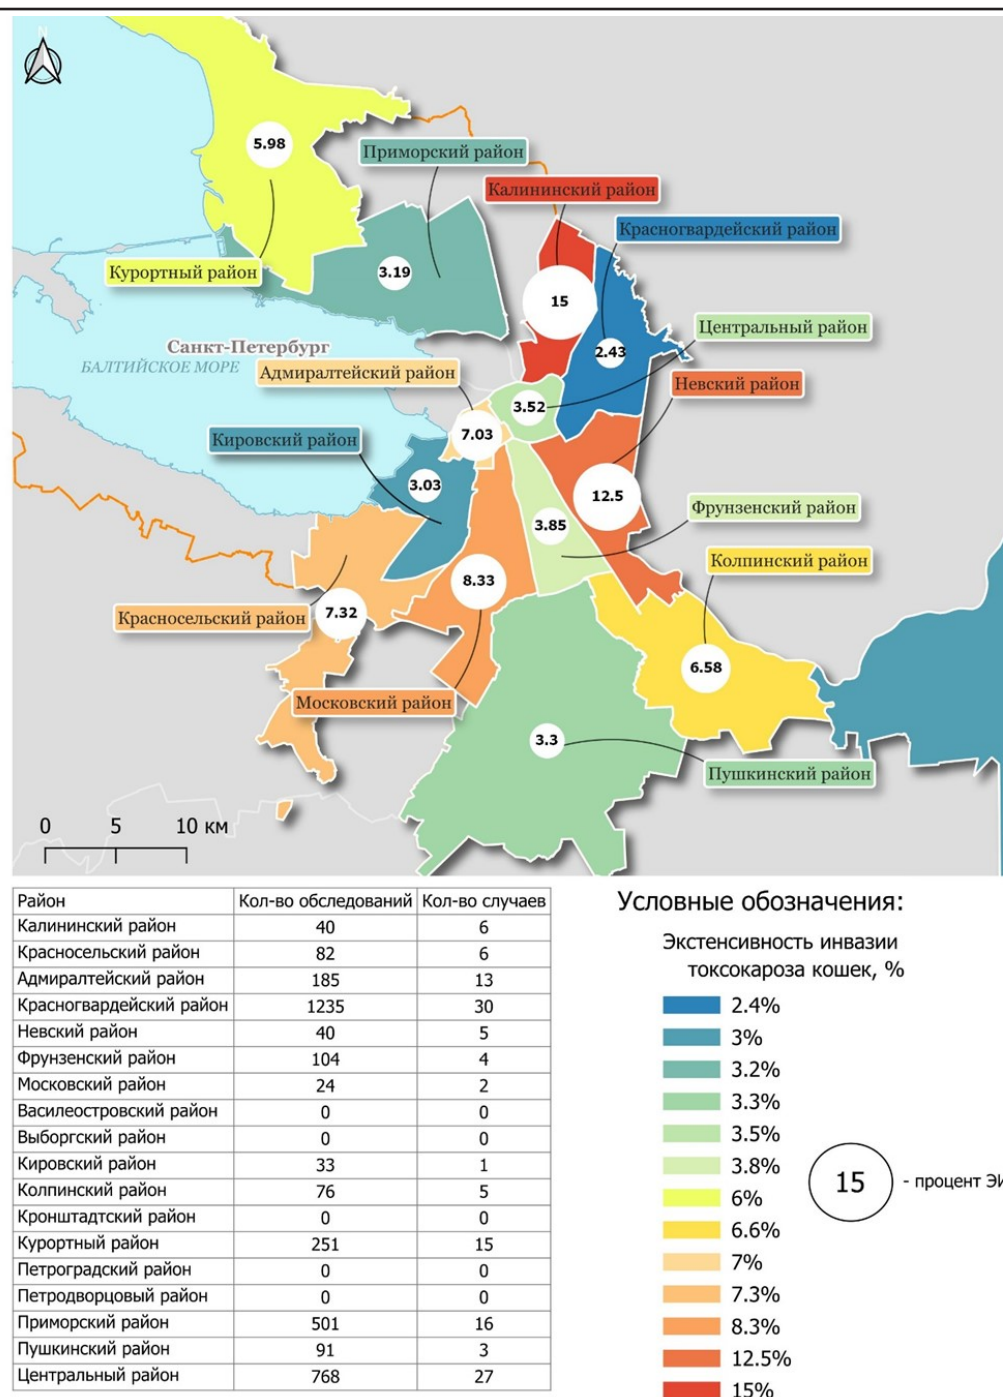 N
5.98
Приморский район
Калининский район
Красногвардейский район
Курортный район
3.19
15
Центральный район
Санкт-Петербург
2.43
БАЛТИЙСКОЕ МОРЕ
Адмиралтейский район
Невский район
3.52
7.03
Кировский район
3.03
12.5
3.85
Фрунзенский район
Колпинский район
8.33
Красносельский район
7.32
6.58
Московский район
3.3
Пушкинский район
0 5 10 км
Район Кол-во обследований Кол-во случаев
Калининский район 40 6
Красносельский район 82 6
Адмиралтейский район 185 13
Красногвардейский район 1235 30
Невский район 40 5
Фрунзенский район 104 4
Московский район 24 2
Василеостровский район 0 0
Выборгский район 0 0
Кировский район 33 1
Колпинский район 76 5
Кронштадтский район 0 0
Курортный район 251 15
Петроградский район 0 0
Петродворцовый район 0 0
Приморский район 501 16
Пушкинский район 91 3
Центральный район 768 27
Условные обозначения:
Экстенсивность инвазии
токсокароза кошек, %
2.4%
3%
3.2%
3.3%
3.5%
3.8%
6%
6.6%
7%
7.3%
8.3%
12.5%
15%
15 - процент ЭИ